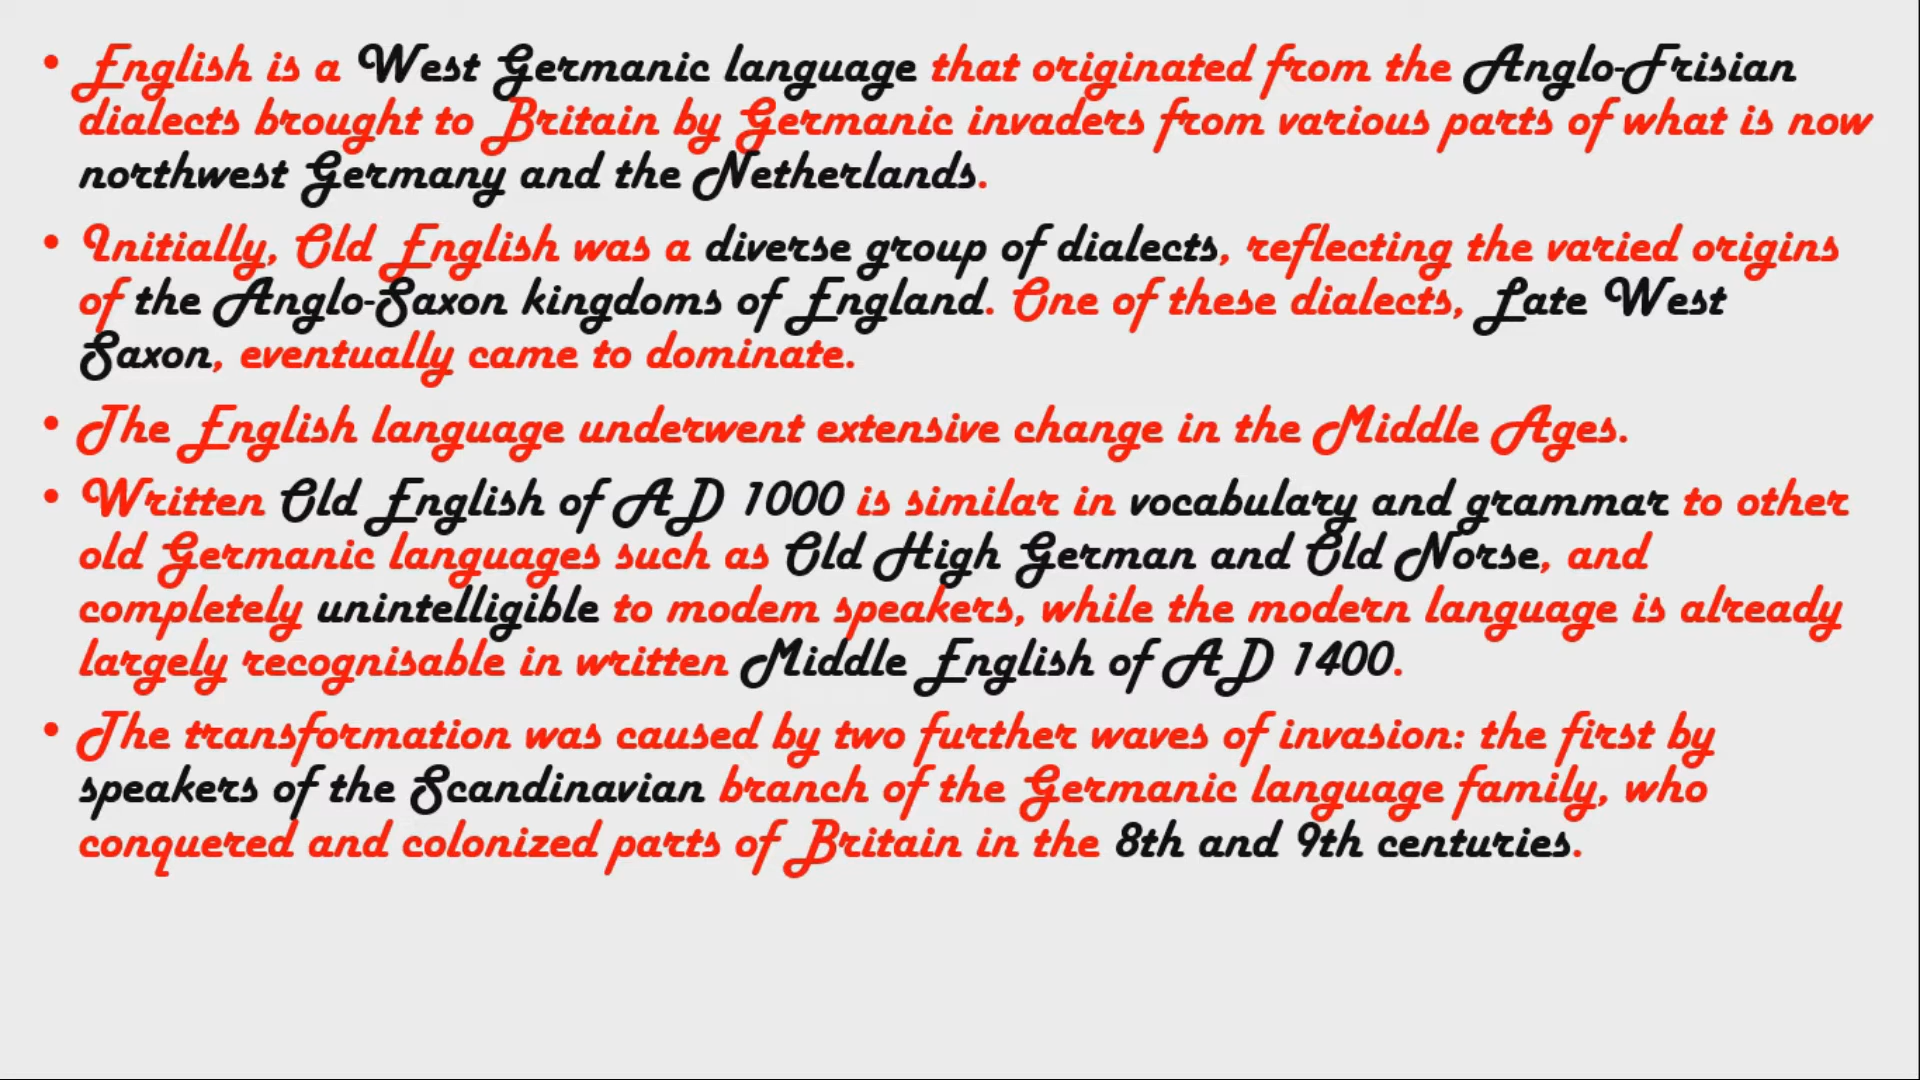 • English is a West Germanic language that originated from the Anglo-Frisian
dialects brought to Britain by Germanic invaders from various parts of what is now
northwest Germany and the Netherlands.
• Initially, Old English was a diverse group of dialects, reflecting the varied origins
of the Anglo-Saxon kingdoms of England. One of these dialects, Late West
Saxon, eventually came to dominate.
• The English language underwent extensive change in the Middle Ages.
• Written Old English of AD 1000 is similar in vocabulary and grammar to other
old Germanic languages such as Old High German and Old Norse, and
completely unintelligible to modem speakers, while the modern language is already
largely recognisable in written Middle English of AD 1400.
• The transformation was caused by two further waves of invasion: the first by
speakers of the Scandinavian branch of the Germanic language family, who
conquered and colonized parts of Britain in the 8th and 9th centuries.